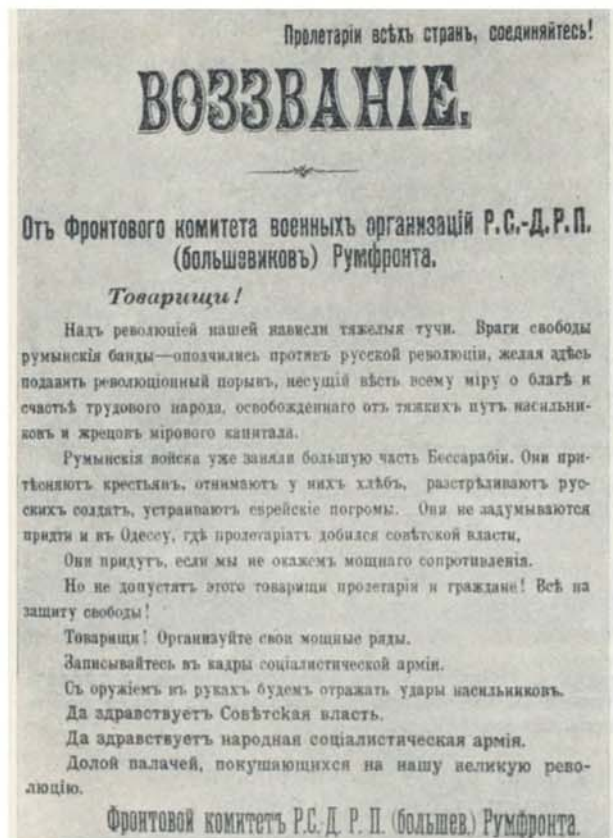 Пролетаріи всѣхъ странъ, соединяйтесь!
ВОЗЗВАНІЕ.
Отъ Фронтового комитета военныхъ организацій Р.С.-Д.Р.П.
(большевиковъ) Румфронта.
Товарищи!
Надъ революціей нашей нависли тяжелыя тучи. Враги свободы
румынскія банды—ополчились противъ русской революціи, желая здѣсь
подавить революціонный порывъ, несущій вѣсть всему міру о благѣ и
счастьѣ трудового народа, освобожденнаго отъ тяжкихъ путъ насильни-
ковъ и жрецовъ мірового капитала.
Румынскія войска уже заняли большую часть Бессарабіи. Они при-
тѣсняютъ крестьянъ, отнимаютъ у нихъ хлѣбъ, разстрѣливаютъ рус-
скихъ солдатъ, устраиваютъ еврейскіе погромы. Они не задумываются
придти и въ Одессу, гдѣ пролетаріатъ добился совѣтской власти,
Они придутъ, если мы не окажемъ мощнаго сопротивленія.
Но не допустятъ этого товарищи пролетаріи и граждане! Всѣ на
защиту свободы!
Товарищи! Организуйте свои мощные ряды.
Записывайтесь въ кадры соціалистической арміи.
Съ оружіемъ въ рукахъ будемъ отражать удары насильниковъ.
Да здравствуетъ Совѣтская власть.
Да здравствуетъ народная соціалистическая армія.
Долой палачей, покушающихся на нашу великую рево-
люцію.
Фронтовой комитетъ Р.С.-Д.Р.П. (большев.) Румфронта.